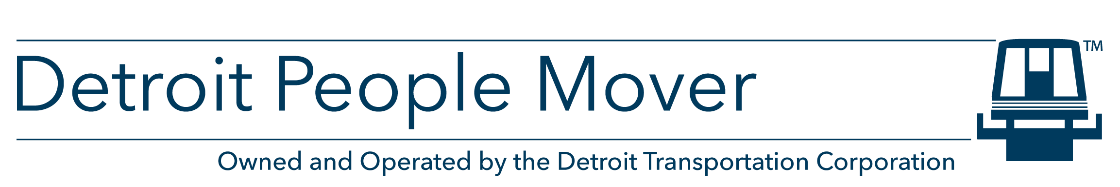 Detroit People Mover
TM
Owned and Operated by the Detroit Transportation Corporation